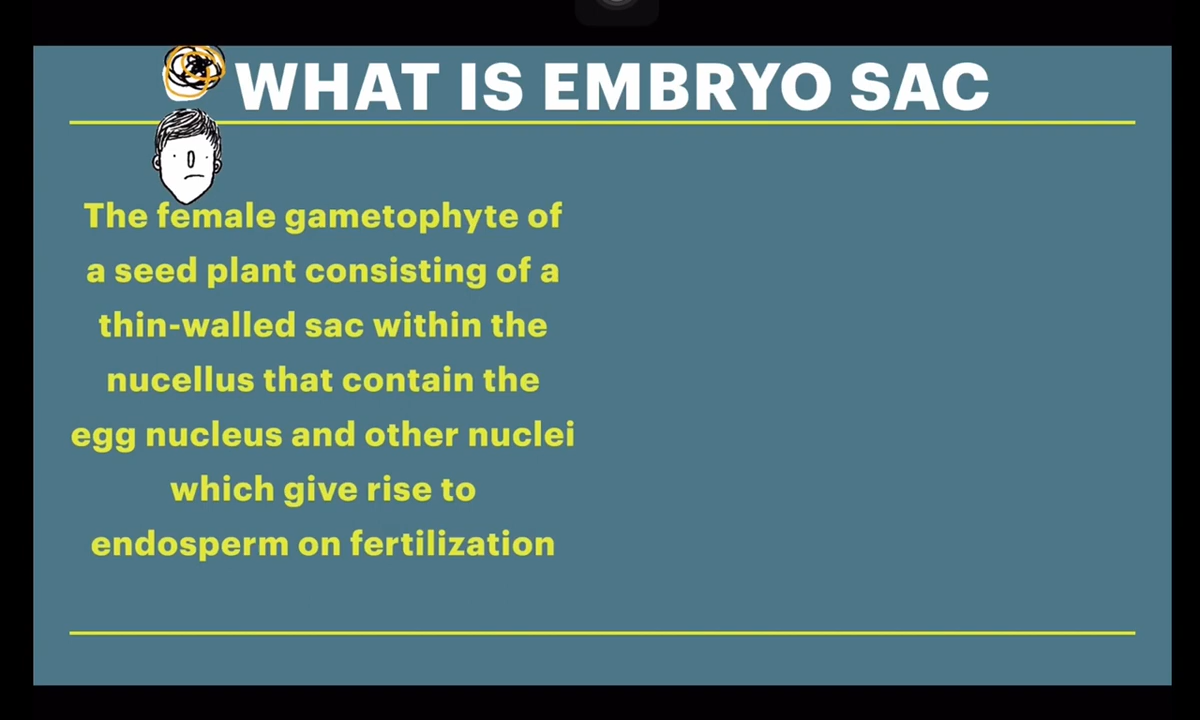 WHAT IS EMBRYO SAC
The female gametophyte of
a seed plant consisting of a
thin-walled sac within the
nucellus that contain the
egg nucleus and other nuclei
which give rise to
endosperm on fertilization